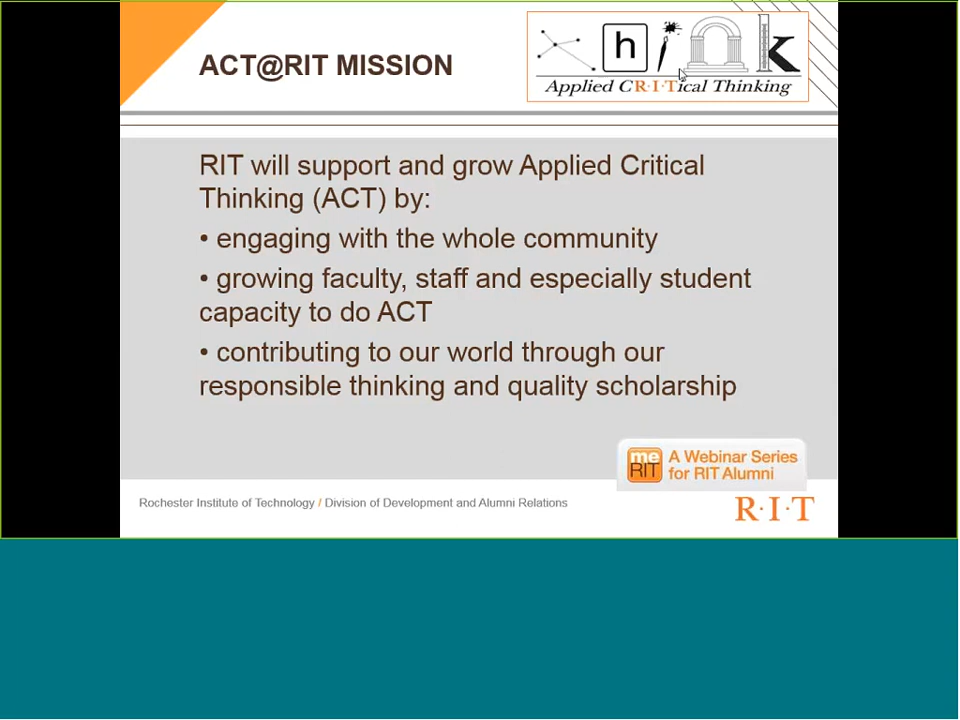 ACT@RIT MISSION
h k
Applied CR·I·Tical Thinking
RIT will support and grow Applied Critical
Thinking (ACT) by:
• engaging with the whole community
• growing faculty, staff and especially student
capacity to do ACT
• contributing to our world through our
responsible thinking and quality scholarship
me
RIT
A Webinar Series
for RIT Alumni
Rochester Institute of Technology / Division of Development and Alumni Relations
R·I·T